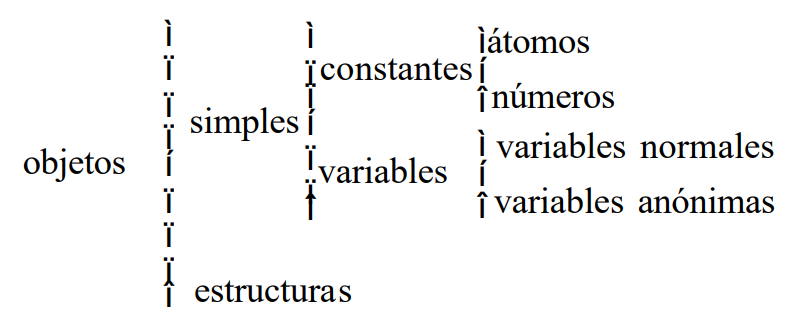 átomos
constantes
números
simples
variables normales
objetos
variables
variables anónimas
estructuras